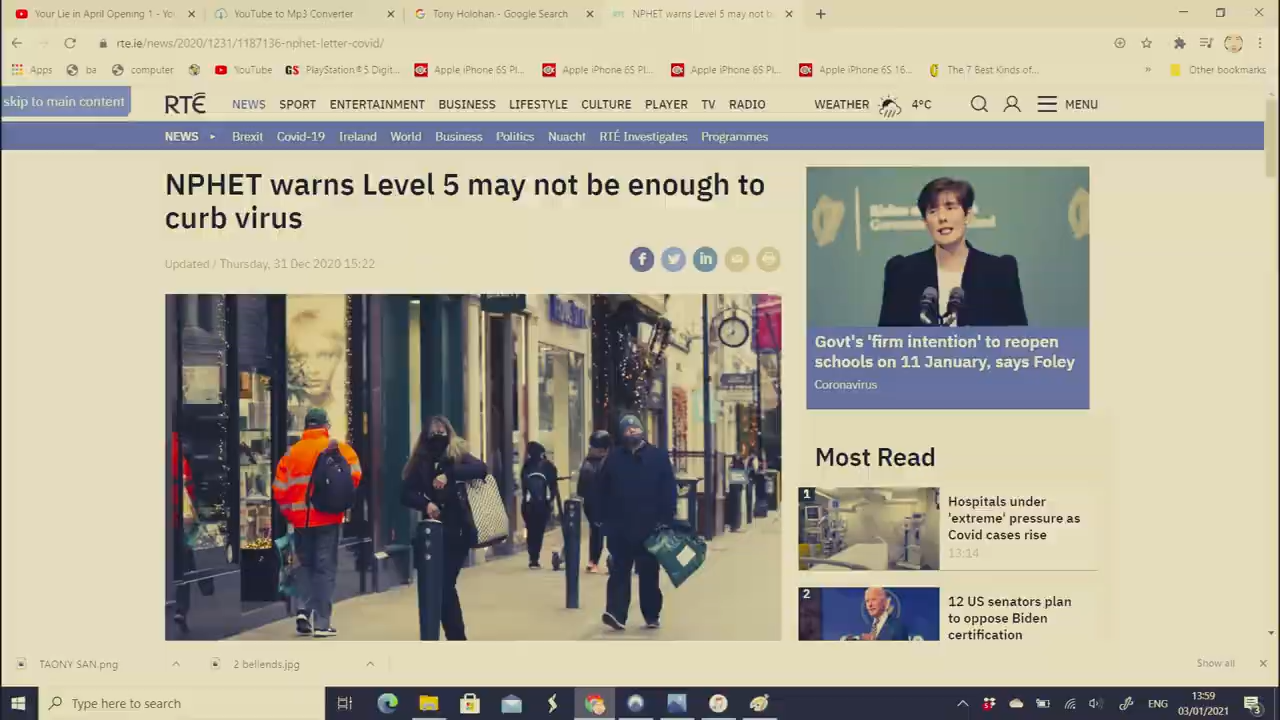 Your Lie in April Opening 1 - Yo
YouTube to Mp3 Converter
Tony Holohan - Google Search
NPHET warns Level 5 may not b
rte.ie/news/2020/1231/1187136-nphet-letter-covid/
Apps
ba
computer
YouTube
PlayStation®5 Digit...
Apple iPhone 6S Pl...
Apple iPhone 6S Pl...
Apple iPhone 6S Pl...
Apple iPhone 6S 16...
The 7 Best Kinds of...
»
Other bookmarks
skip to main content
RTÉ
NEWS SPORT ENTERTAINMENT BUSINESS LIFESTYLE CULTURE PLAYER TV RADIO
WEATHER 4°C
MENU
NEWS Brexit Covid-19 Ireland World Business Politics Nuacht RTÉ Investigates Programmes
NPHET warns Level 5 may not be enough to
curb virus
Updated / Thursday, 31 Dec 2020 15:22
Govt's 'firm intention' to reopen
schools on 11 January, says Foley
Coronavirus
Most Read
1
Hospitals under
'extreme' pressure as
Covid cases rise
13:14
2
12 US senators plan
to oppose Biden
certification
TAONY SAN.png
2 bellends.jpg
Show all
Type here to search
ENG
13:59
03/01/2021
3